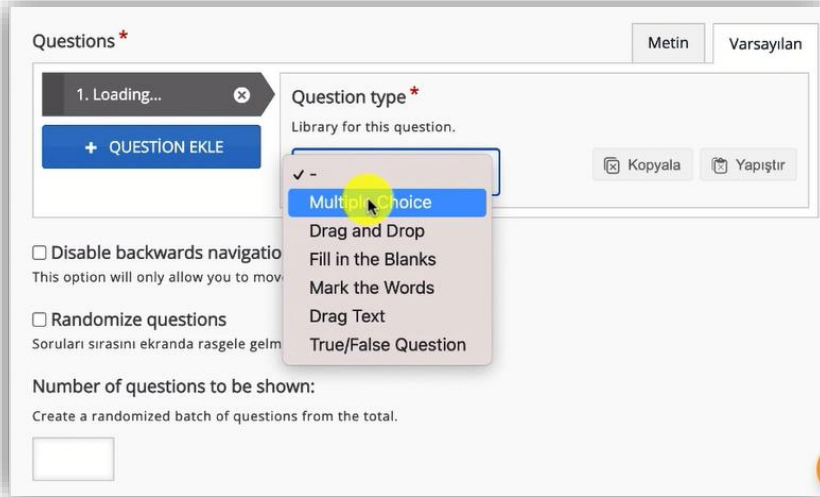 Questions *
Metin
Varsayılan
1. Loading...
Question type *
Library for this question.
+ QUESTİON EKLE
Kopyala
Yapıştır
✓ -
Multiple Choice
Drag and Drop
Fill in the Blanks
Mark the Words
Drag Text
True/False Question
Disable backwards
This option will only allow you to
Randomize questions
Soruları sırasını ekranda rasgele
Number of questions to be shown:
Create a randomized batch of questions from the total.